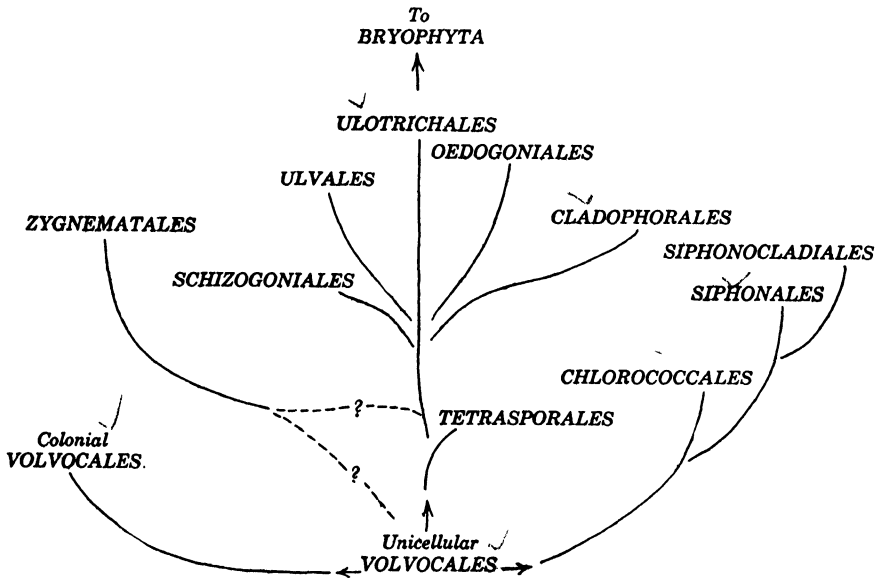 To
BRYOPHYTA
ULOTRICHALES
OEDOGONIALES
ULVALES
CLADOPHORALES
ZYGNEMATALES
SIPHONOCLADIALES
SCHIZOGONIALES
SIPHONALES
CHLOROCOCCALES
?
TETRASPORALES
Colonial
VOLVOCALES.
?
Unicellular
VOLVOCALES